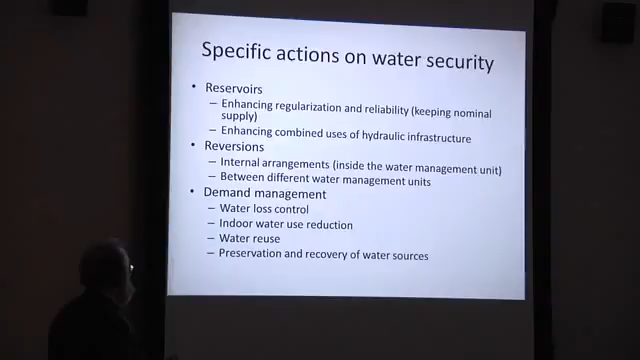 Specific actions on water security
• Reservoirs
– Enhancing regularization and reliability (keeping nominal
supply)
– Enhancing combined uses of hydraulic infrastructure
• Reversions
– Internal arrangements (inside the water management unit)
– Between different water management units
• Demand management
– Water loss control
– Indoor water use reduction
– Water reuse
– Preservation and recovery of water sources